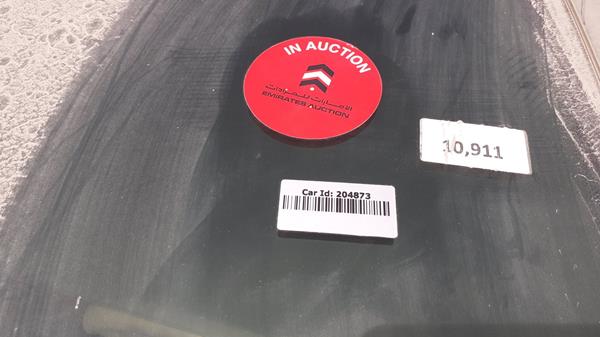 IN AUCTION
الإمارات للمزادات
EMIRATES AUCTION
10,911
Car Id: 204873